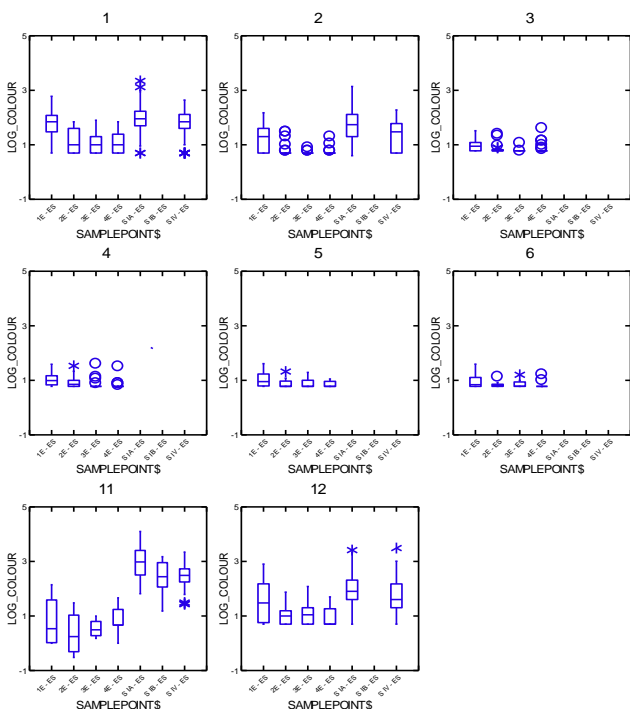 1
2
3
5
3
1
-1
LOG_COLOUR
1E - ES
2E - ES
3E - ES
4E - ES
S IA - ES
S IB - ES
S IV - ES
SAMPLEPOINT$
5
3
1
-1
LOG_COLOUR
1E - ES
2E - ES
3E - ES
4E - ES
S IA - ES
S IB - ES
S IV - ES
SAMPLEPOINT$
5
3
1
-1
LOG_COLOUR
1E - ES
2E - ES
3E - ES
4E - ES
S IA - ES
S IB - ES
S IV - ES
SAMPLEPOINT$
4
5
6
5
3
1
-1
LOG_COLOUR
1E - ES
2E - ES
3E - ES
4E - ES
S IA - ES
S IB - ES
S IV - ES
SAMPLEPOINT$
5
3
1
-1
LOG_COLOUR
1E - ES
2E - ES
3E - ES
4E - ES
S IA - ES
S IB - ES
S IV - ES
SAMPLEPOINT$
5
3
1
-1
LOG_COLOUR
1E - ES
2E - ES
3E - ES
4E - ES
S IA - ES
S IB - ES
S IV - ES
SAMPLEPOINT$
11
12
5
3
1
-1
LOG_COLOUR
1E - ES
2E - ES
3E - ES
4E - ES
S IA - ES
S IB - ES
S IV - ES
SAMPLEPOINT$
5
3
1
-1
LOG_COLOUR
1E - ES
2E - ES
3E - ES
4E - ES
S IA - ES
S IB - ES
S IV - ES
SAMPLEPOINT$